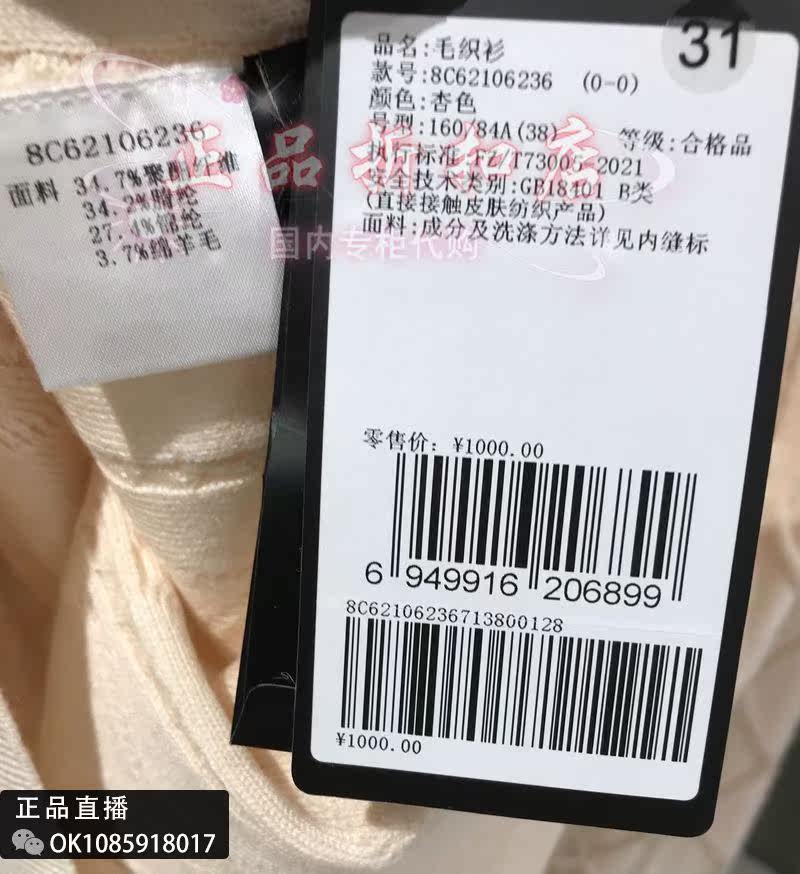 31
品名:毛织衫
款号:8C62106236 (0-0)
颜色:杏色
号型:160/84A(38) 等级:合格品
执行标准 FZ/T73005-2021
安全技术类别:GB18401 B类
(直接接触皮肤纺织产品)
面料:成分及洗涤方法详见内缝标
零售价: ¥1000.00
6 949916 206899
8C62106236713800128
¥1000.00
8C62106236
面料 34.7%聚酯纤维
34.2%腈纶
27.4%锦纶
3.7%绵羊毛
正品折扣店
国内专柜代购
正品直播
OK1085918017